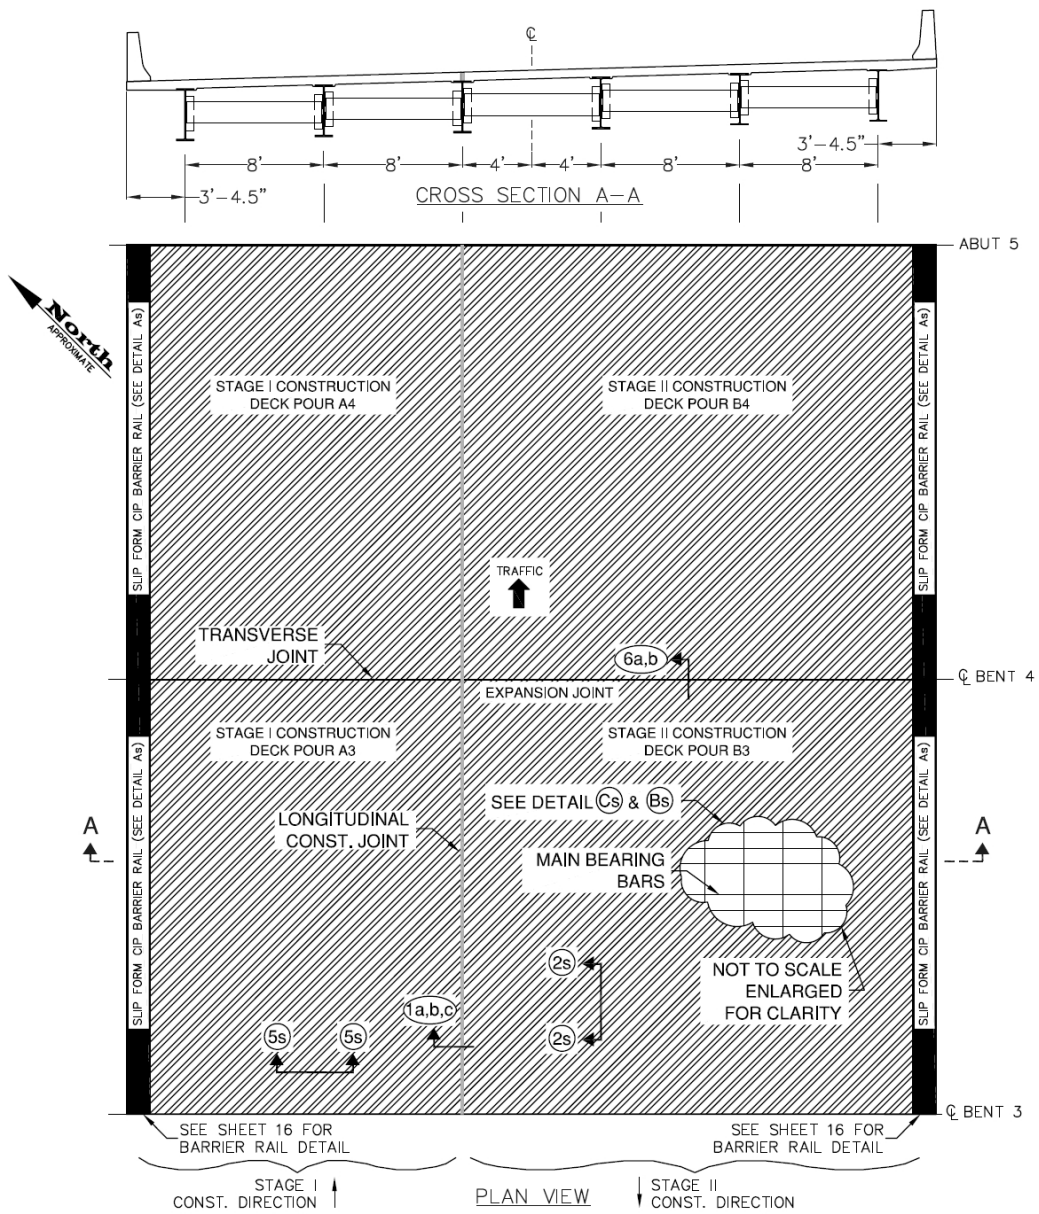 ℄
3'-4.5"
8'
8'
4'
4'
8'
8'
3'-4.5"
CROSS SECTION A-A
ABUT 5
North
APPROXIMATE
SLIP FORM CIP BARRIER RAIL (SEE DETAIL As)
SLIP FORM CIP BARRIER RAIL (SEE DETAIL As)
STAGE I CONSTRUCTION
DECK POUR A4
STAGE II CONSTRUCTION
DECK POUR B4
TRAFFIC
TRANSVERSE
JOINT
6a,b
℄ BENT 4
EXPANSION JOINT
STAGE I CONSTRUCTION
DECK POUR A3
STAGE II CONSTRUCTION
DECK POUR B3
SLIP FORM CIP BARRIER RAIL (SEE DETAIL As)
SLIP FORM CIP BARRIER RAIL (SEE DETAIL As)
SEE DETAIL Cs & Bs
A
A
LONGITUDINAL
CONST. JOINT
MAIN BEARING
BARS
2s
NOT TO SCALE
ENLARGED
FOR CLARITY
1a,b,c
5s
5s
2s
℄ BENT 3
SEE SHEET 16 FOR
BARRIER RAIL DETAIL
SEE SHEET 16 FOR
BARRIER RAIL DETAIL
STAGE I
CONST. DIRECTION
PLAN VIEW
STAGE II
CONST. DIRECTION